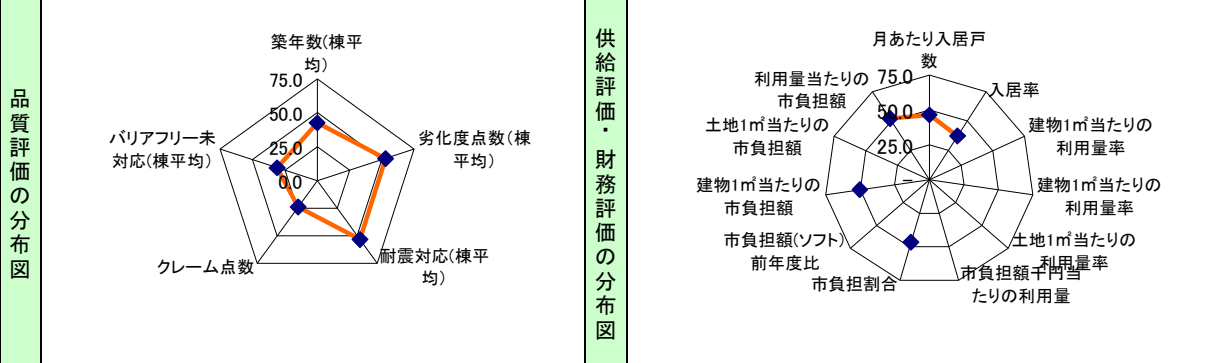 品質評価の分布図
築年数(棟平
均)
劣化度点数(棟
平均)
耐震対応(棟平
均)
クレーム点数
バリアフリー未
対応(棟平均)
75.0
50.0
25.0
0.0
供給評価・財務評価の分布図
月あたり入居戸
数
入居率
建物1㎡当たりの
利用量率
建物1㎡当たりの
利用量率
土地1㎡当たりの
利用量率
市負担額千円当
たりの利用量
市負担割合
市負担額(ソフト)
前年度比
建物1㎡当たりの
市負担額
土地1㎡当たりの
市負担額
利用量当たりの
市負担額
75.0
50.0
25.0
-